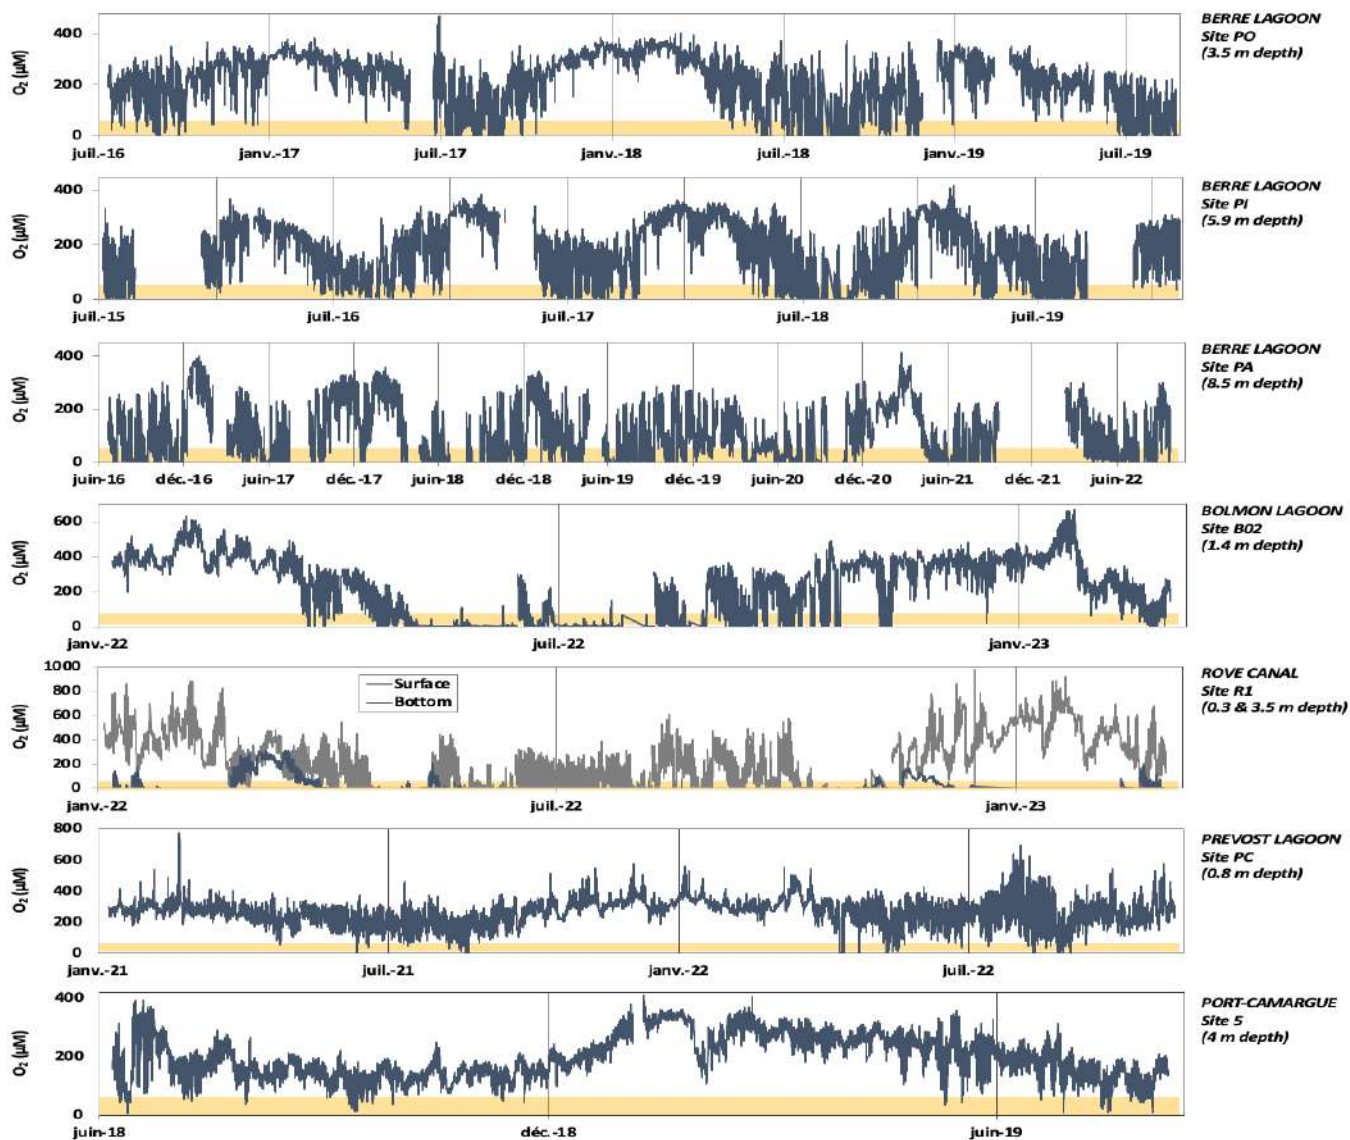 BERRE LAGOON
Site PO
(3.5 m depth)
O₂ (µM)
400
200
0
juil.-16 janv.-17 juil.-17 janv.-18 juil.-18 janv.-19 juil.-19
BERRE LAGOON
Site PI
(5.9 m depth)
O₂ (µM)
400
200
0
juil.-15 juil.-16 juil.-17 juil.-18 juil.-19
BERRE LAGOON
Site PA
(8.5 m depth)
O₂ (µM)
400
200
0
juin-16 déc.-16 juin-17 déc.-17 juin-18 déc.-18 juin-19 déc.-19 juin-20 déc.-20 juin-21 déc.-21 juin-22
BOLMON LAGOON
Site B02
(1.4 m depth)
O₂ (µM)
600
400
200
0
janv.-22 juil.-22 janv.-23
ROVE CANAL
Site R1
(0.3 & 3.5 m depth)
O₂ (µM)
1000
800
600
400
200
0
Surface
Bottom
janv.-22 juil.-22 janv.-23
PREVOST LAGOON
Site PC
(0.8 m depth)
O₂ (µM)
800
600
400
200
0
janv.-21 juil.-21 janv.-22 juil.-22
PORT-CAMARGUE
Site 5
(4 m depth)
O₂ (µM)
400
200
0
juin-18 déc.-18 juin-19